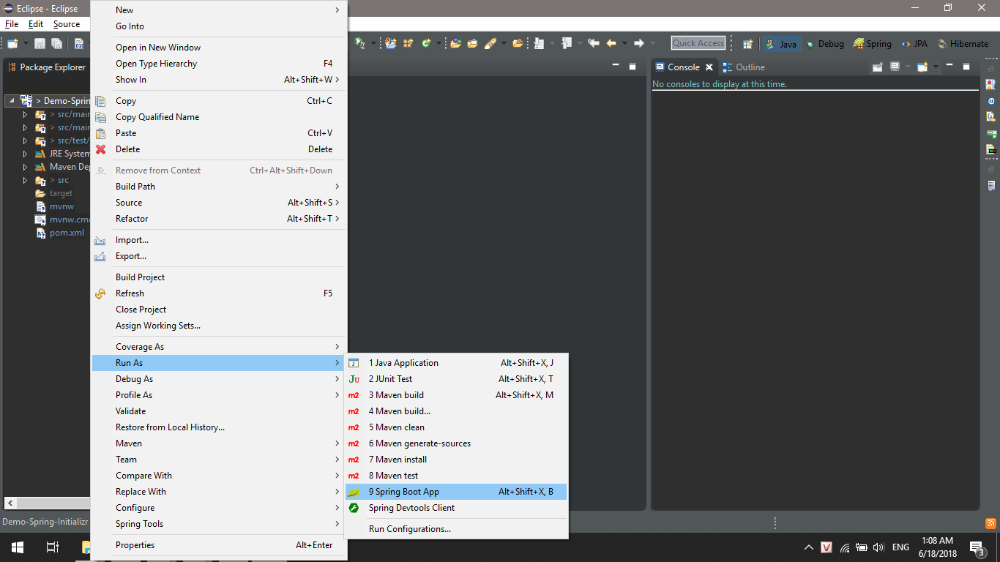 Eclipse - Eclipse
File Edit Source
Quick Access Java Debug Spring JPA Hibernate
Package Explorer
> Demo-Spring
> src/main
> src/main
> src/test/
JRE System
Maven Dep
> src
target
mvnw
mvnw.cmd
pom.xml
Demo-Spring-Initializr
New
Go Into
Open in New Window
Open Type Hierarchy F4
Show In Alt+Shift+W
Copy Ctrl+C
Copy Qualified Name
Paste Ctrl+V
Delete Delete
Remove from Context Ctrl+Alt+Shift+Down
Build Path
Source Alt+Shift+S
Refactor Alt+Shift+T
Import...
Export...
Build Project
Refresh F5
Close Project
Assign Working Sets...
Coverage As
Run As
Debug As
Profile As
Validate
Restore from Local History...
Maven
Team
Compare With
Replace With
Configure
Spring Tools
Properties Alt+Enter
1 Java Application Alt+Shift+X, J
2 JUnit Test Alt+Shift+X, T
m2 3 Maven build Alt+Shift+X, M
m2 4 Maven build...
m2 5 Maven clean
m2 6 Maven generate-sources
m2 7 Maven install
m2 8 Maven test
9 Spring Boot App Alt+Shift+X, B
Spring Devtools Client
Run Configurations...
Console Outline
No consoles to display at this time.
ENG
1:08 AM
6/18/2018
3